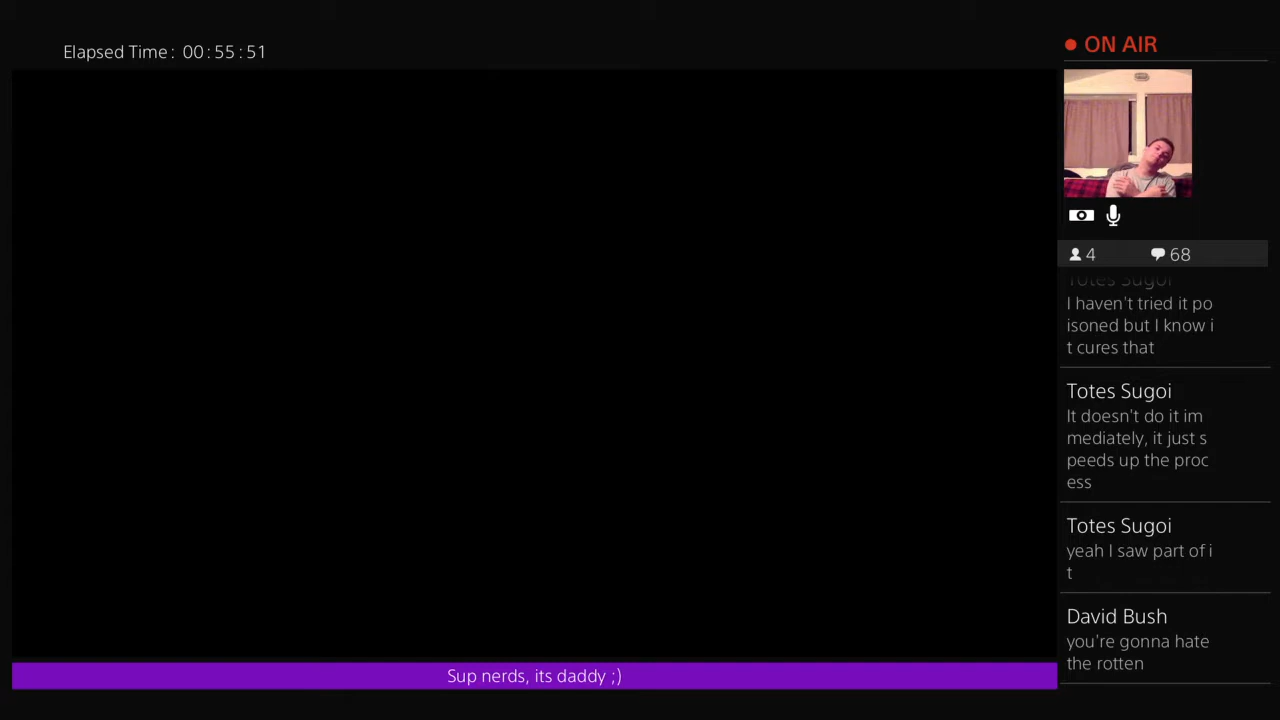 Elapsed Time: 00:55:51
ON AIR
4
68
Totes Sugoi
I haven't tried it po
isoned but I know i
t cures that
Totes Sugoi
It doesn't do it im
mediately, it just s
peeds up the proc
ess
Totes Sugoi
yeah I saw part of i
t
David Bush
you're gonna hate
the rotten
Sup nerds, its daddy ;)